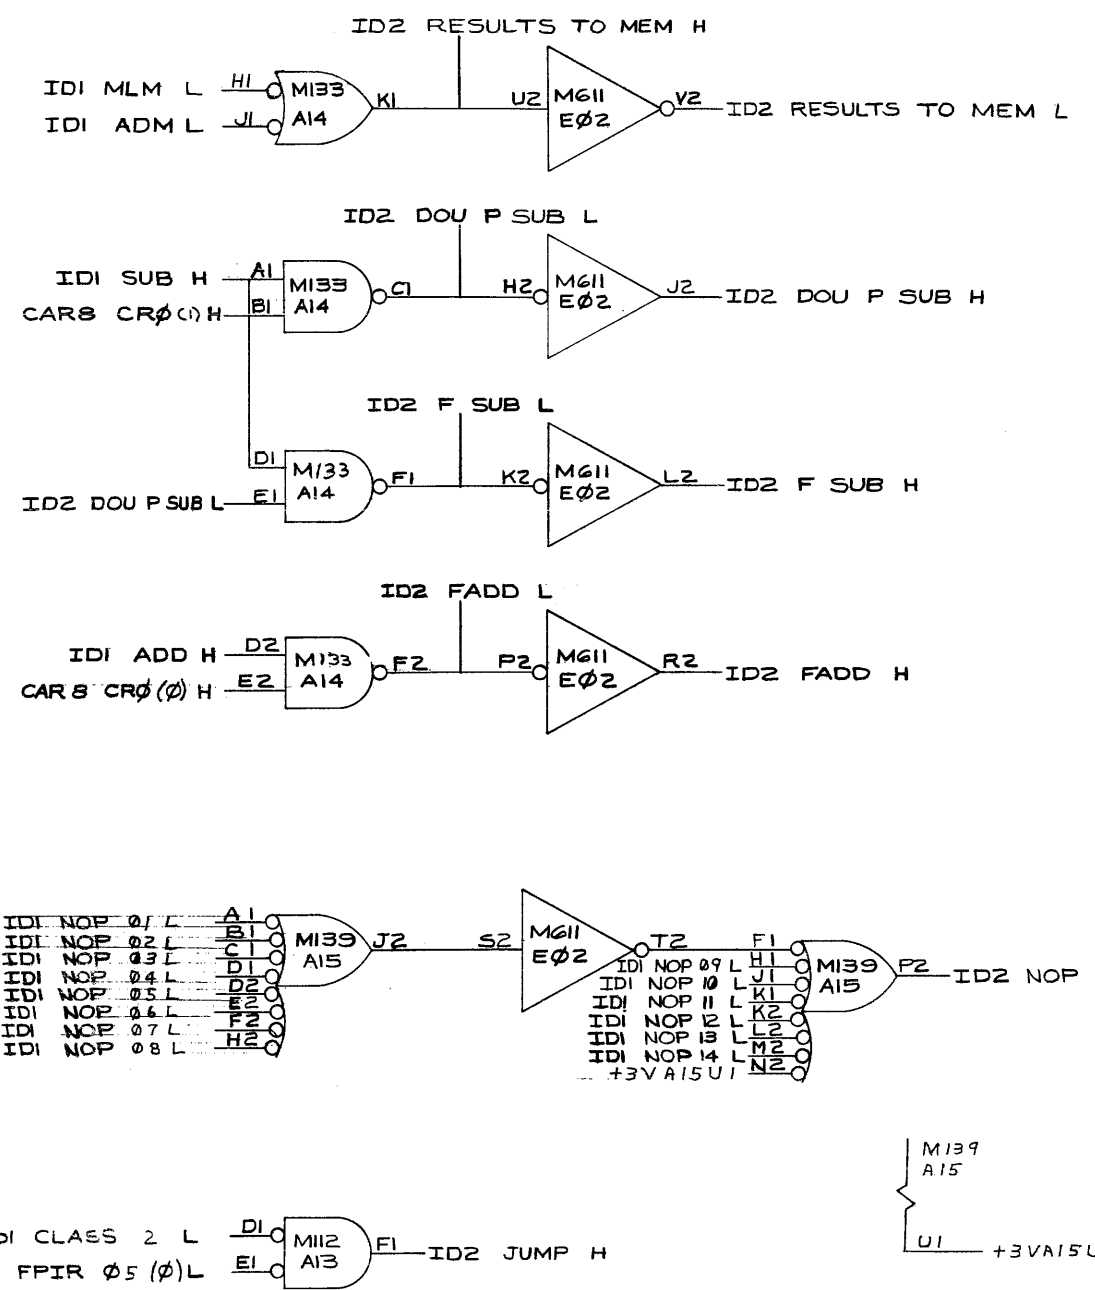 ID2 RESULTS TO MEM H
ID1 MLM L H1 M133 A14 K1 U2 M611 EØ2 V2 ID2 RESULTS TO MEM L
ID1 ADM L J1
ID2 DOU P SUB L
ID1 SUB H A1 M133 A14 C1 H2 M611 EØ2 J2 ID2 DOU P SUB H
CAR8 CRØ(1)H B1
ID2 F SUB L
D1 M133 A14 F1 K2 M611 EØ2 L2 ID2 F SUB H
ID2 DOU P SUB L E1
ID2 FADD L
ID1 ADD H D2 M133 A14 F2 P2 M611 EØ2 R2 ID2 FADD H
CAR8 CRØ(Ø) H E2
ID1 NOP Ø1 L A1
ID1 NOP Ø2 L B1
ID1 NOP Ø3 L C1
ID1 NOP Ø4 L D1
ID1 NOP Ø5 L D2
ID1 NOP Ø6 L E2
ID1 NOP Ø7 L F2
ID1 NOP Ø8 L H2
M139 A15 J2 S2 M611 EØ2 T2 F1
ID1 NOP Ø9 L H1
ID1 NOP 10 L J1
ID1 NOP 11 L K1
ID1 NOP 12 L K2
ID1 NOP 13 L L2
ID1 NOP 14 L M2
+3VA15U1 N2
M139 A15 P2 ID2 NOP
M139
A15
U1 +3VA15U
D1 CLASS 2 L D1 M112 A13 F1 ID2 JUMP H
FPIR Ø5 (Ø)L E1